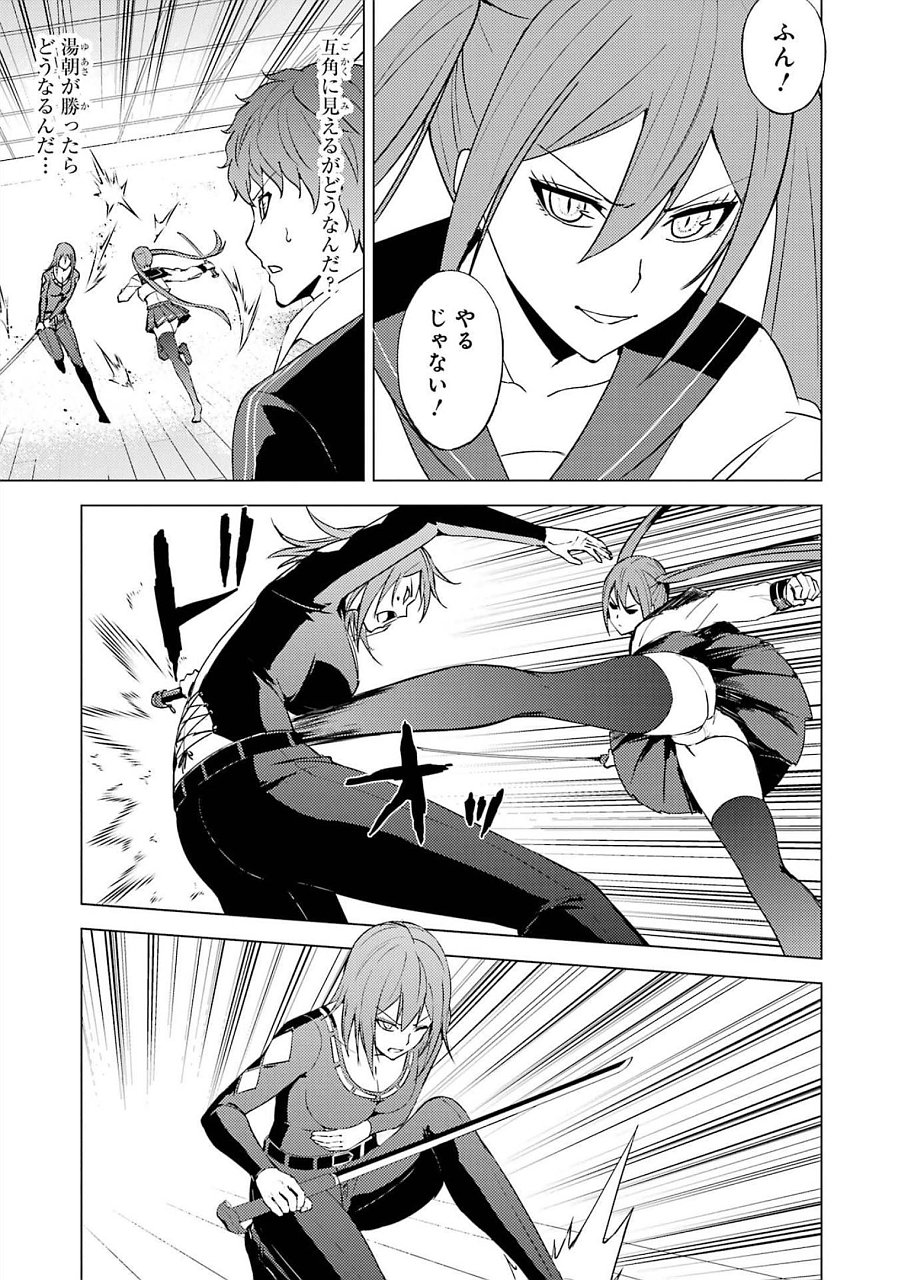 ふん！
やる
じゃない！
互角に見えるがどうなんだ？
湯朝が勝ったら
どうなるんだ…
ドオッ